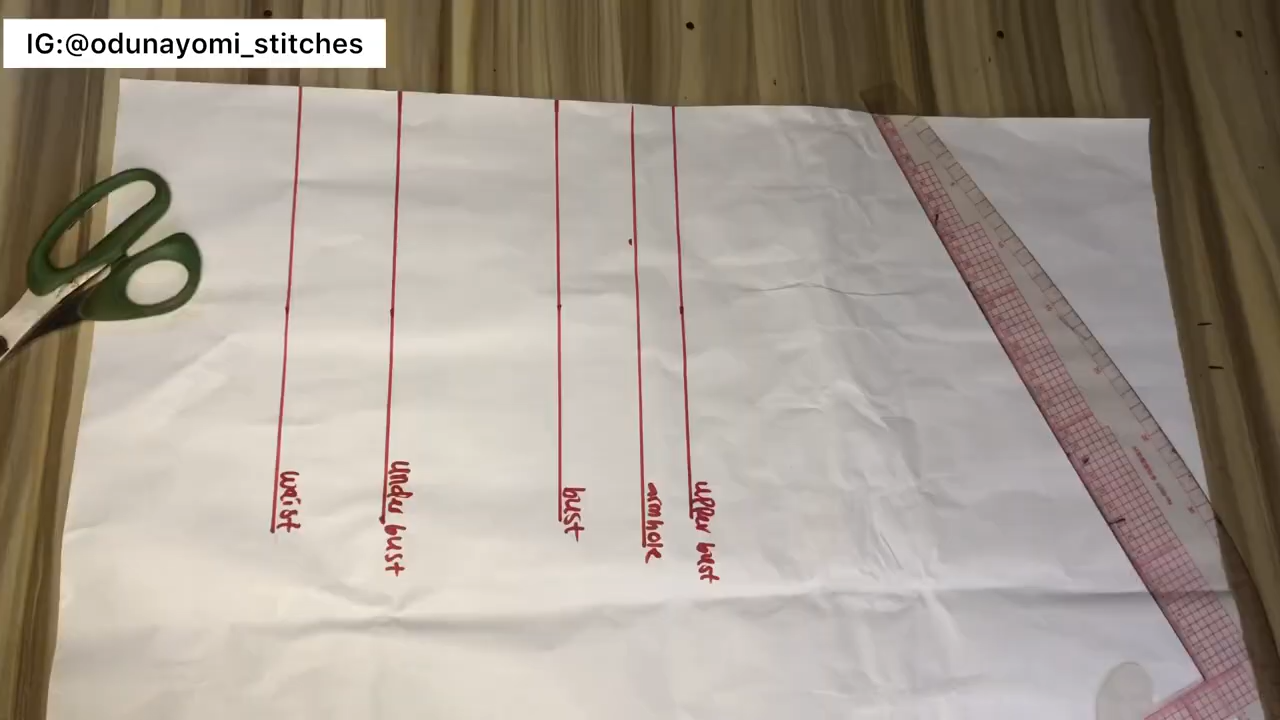 IG:@odunayomi_stitches
waist
under bust
bust
armhole
upper bust